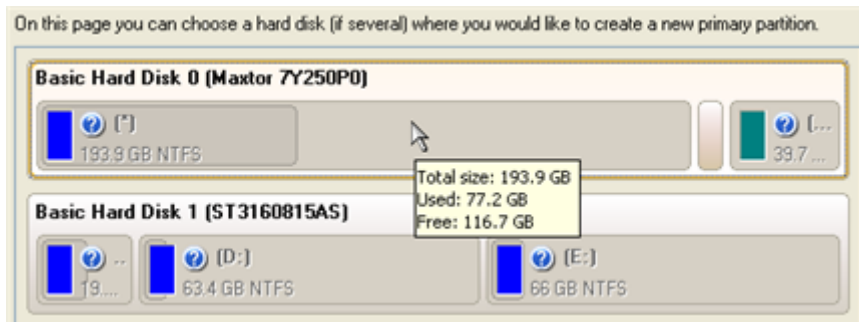 On this page you can choose a hard disk (if several) where you would like to create a new primary partition.
Basic Hard Disk 0 (Maxtor 7Y250P0)
(*)
193.9 GB NTFS
(...
39.7 ...
Total size: 193.9 GB
Used: 77.2 GB
Free: 116.7 GB
Basic Hard Disk 1 (ST3160815AS)
..
19....
(D:)
63.4 GB NTFS
(E:)
66 GB NTFS